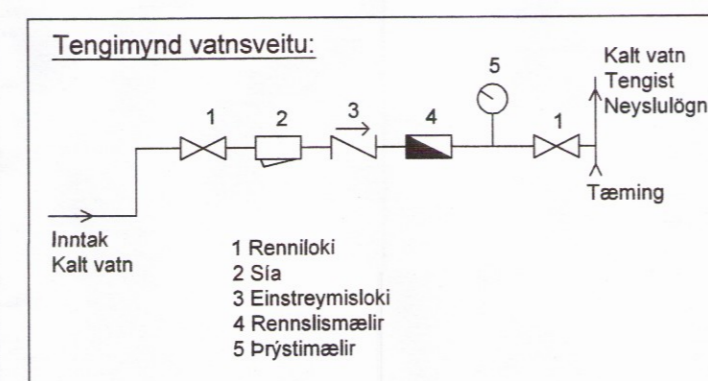 Tengimynd vatnsveitu:
Kalt vatn
Tengist
Neyslulögn
1 2 3 4 5 1
Tæming
Inntak
Kalt vatn
1 Renniloki
2 Sía
3 Einstreymisloki
4 Rennslismælir
5 Þrýstimælir